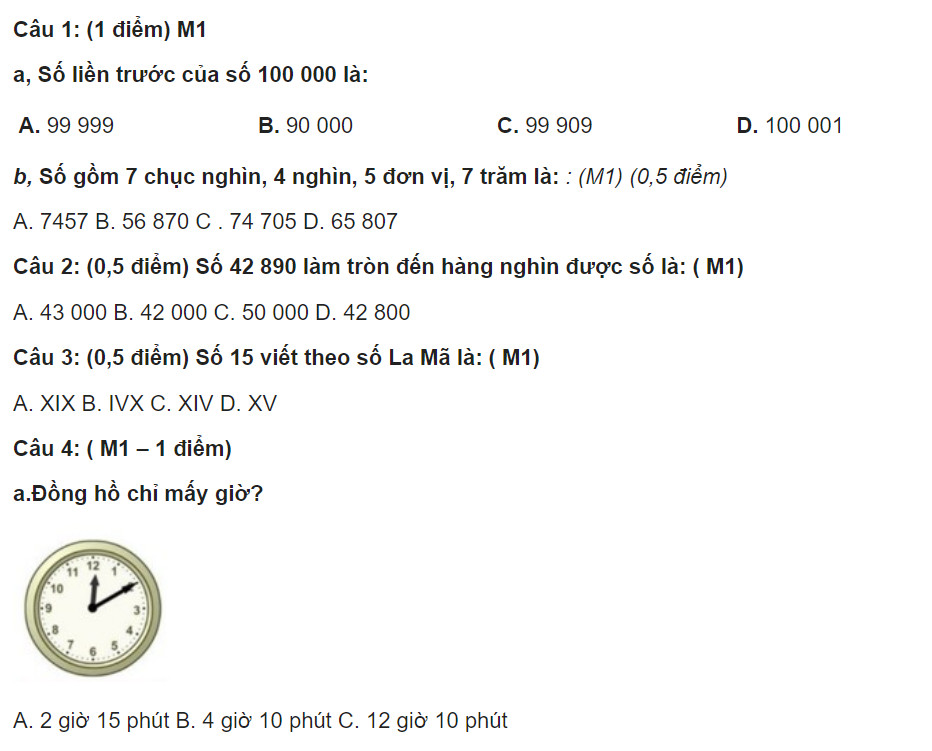 Câu 1: (1 điểm) M1
a, Số liền trước của số 100 000 là:
A. 99 999 B. 90 000 C. 99 909 D. 100 001
b, Số gồm 7 chục nghìn, 4 nghìn, 5 đơn vị, 7 trăm là: : (M1) (0,5 điểm)
A. 7457 B. 56 870 C . 74 705 D. 65 807
Câu 2: (0,5 điểm) Số 42 890 làm tròn đến hàng nghìn được số là: ( M1)
A. 43 000 B. 42 000 C. 50 000 D. 42 800
Câu 3: (0,5 điểm) Số 15 viết theo số La Mã là: ( M1)
A. XIX B. IVX C. XIV D. XV
Câu 4: ( M1 – 1 điểm)
a.Đồng hồ chỉ mấy giờ?
11 12 1
10
9 3
8 4
7 6 5
A. 2 giờ 15 phút B. 4 giờ 10 phút C. 12 giờ 10 phút